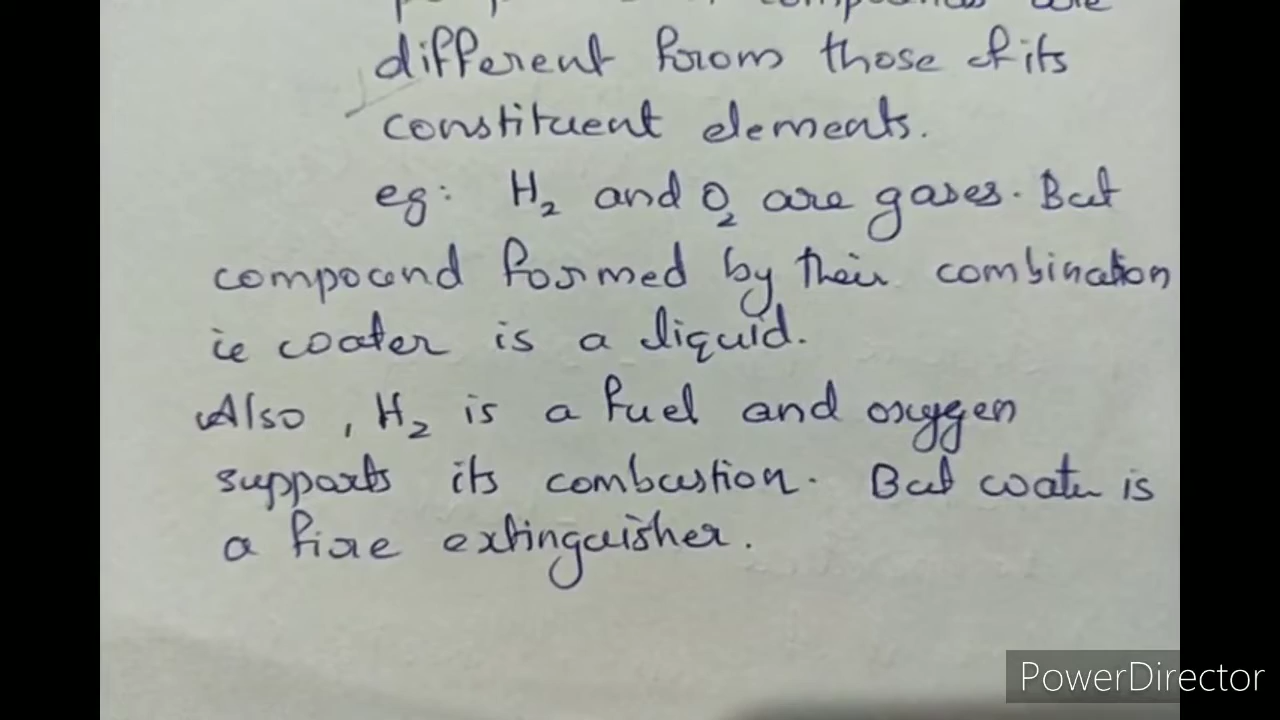 different from those of its
constituent elements.
eg: H₂ and O₂ are gases. But
compound formed by their combination
ie water is a liquid.
Also, H₂ is a fuel and oxygen
supports its combustion. But water is
a fire extinguisher.
PowerDirector